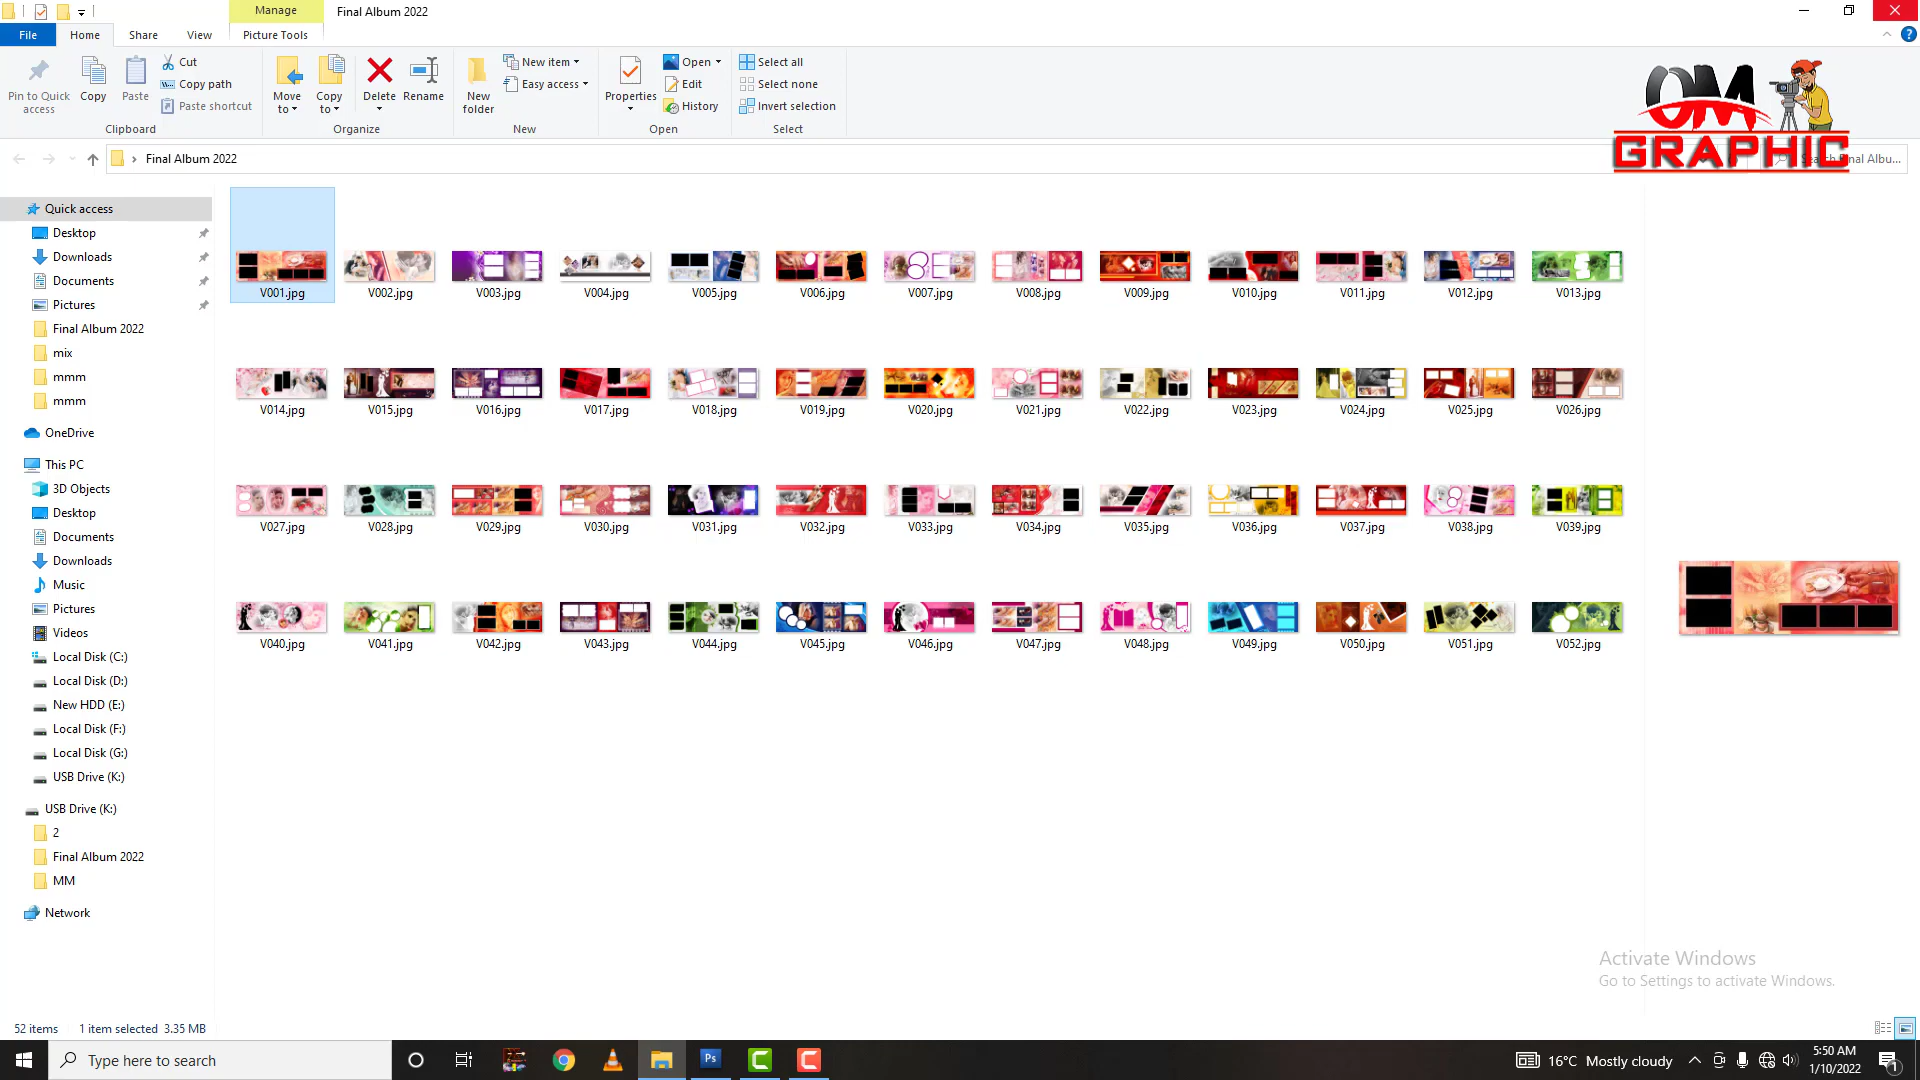 Manage
Final Album 2022
File
Home
Share
View
Picture Tools
Pin to Quick access
Copy
Paste
Cut
Copy path
Paste shortcut
Clipboard
Move to
Copy to
Delete
Rename
Organize
New folder
New item
Easy access
New
Properties
Open
Edit
History
Open
Select all
Select none
Invert selection
Select
OM
GRAPHIC
Final Album 2022
Quick access
Desktop
Downloads
Documents
Pictures
Final Album 2022
mix
mmm
mmm
OneDrive
This PC
3D Objects
Desktop
Documents
Downloads
Music
Pictures
Videos
Local Disk (C:)
Local Disk (D:)
New HDD (E:)
Local Disk (F:)
Local Disk (G:)
USB Drive (K:)
USB Drive (K:)
2
Final Album 2022
MM
Network
V001.jpg V002.jpg V003.jpg V004.jpg V005.jpg V006.jpg V007.jpg V008.jpg V009.jpg V010.jpg V011.jpg V012.jpg V013.jpg
V014.jpg V015.jpg V016.jpg V017.jpg V018.jpg V019.jpg V020.jpg V021.jpg V022.jpg V023.jpg V024.jpg V025.jpg V026.jpg
V027.jpg V028.jpg V029.jpg V030.jpg V031.jpg V032.jpg V033.jpg V034.jpg V035.jpg V036.jpg V037.jpg V038.jpg V039.jpg
V040.jpg V041.jpg V042.jpg V043.jpg V044.jpg V045.jpg V046.jpg V047.jpg V048.jpg V049.jpg V050.jpg V051.jpg V052.jpg
Activate Windows
Go to Settings to activate Windows.
52 items 1 item selected 3.35 MB
Type here to search
Ps
16°C Mostly cloudy
5:50 AM
1/10/2022
1